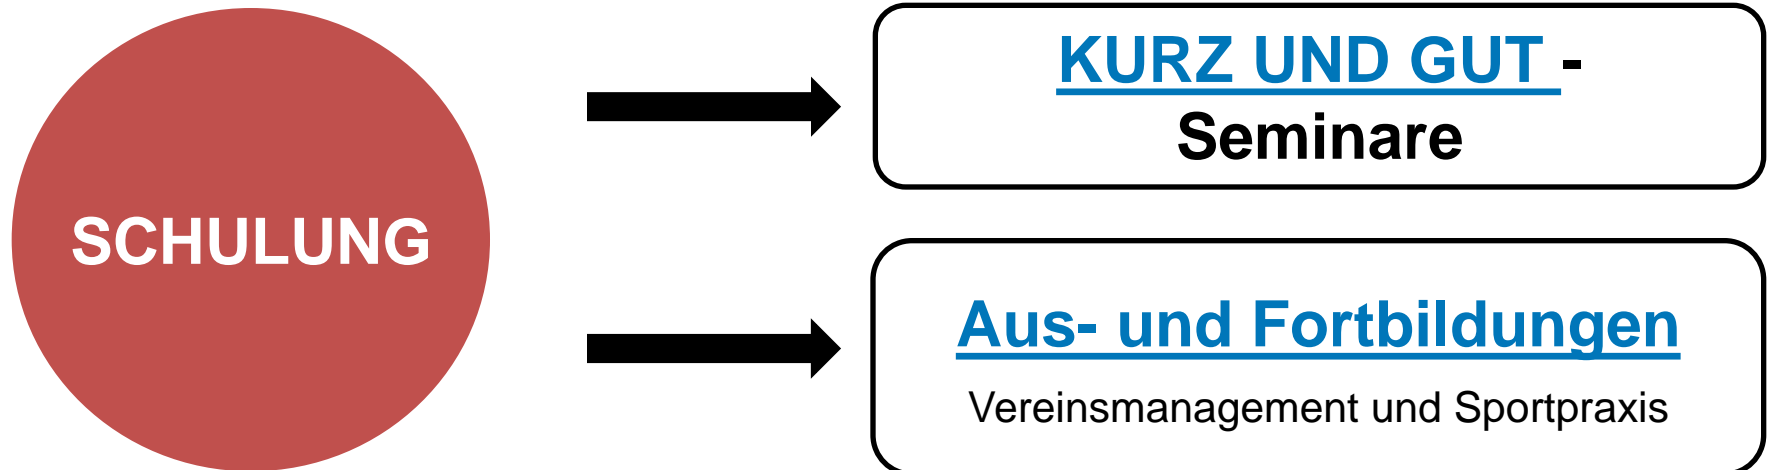 SCHULUNG
KURZ UND GUT -
Seminare
Aus- und Fortbildungen
Vereinsmanagement und Sportpraxis